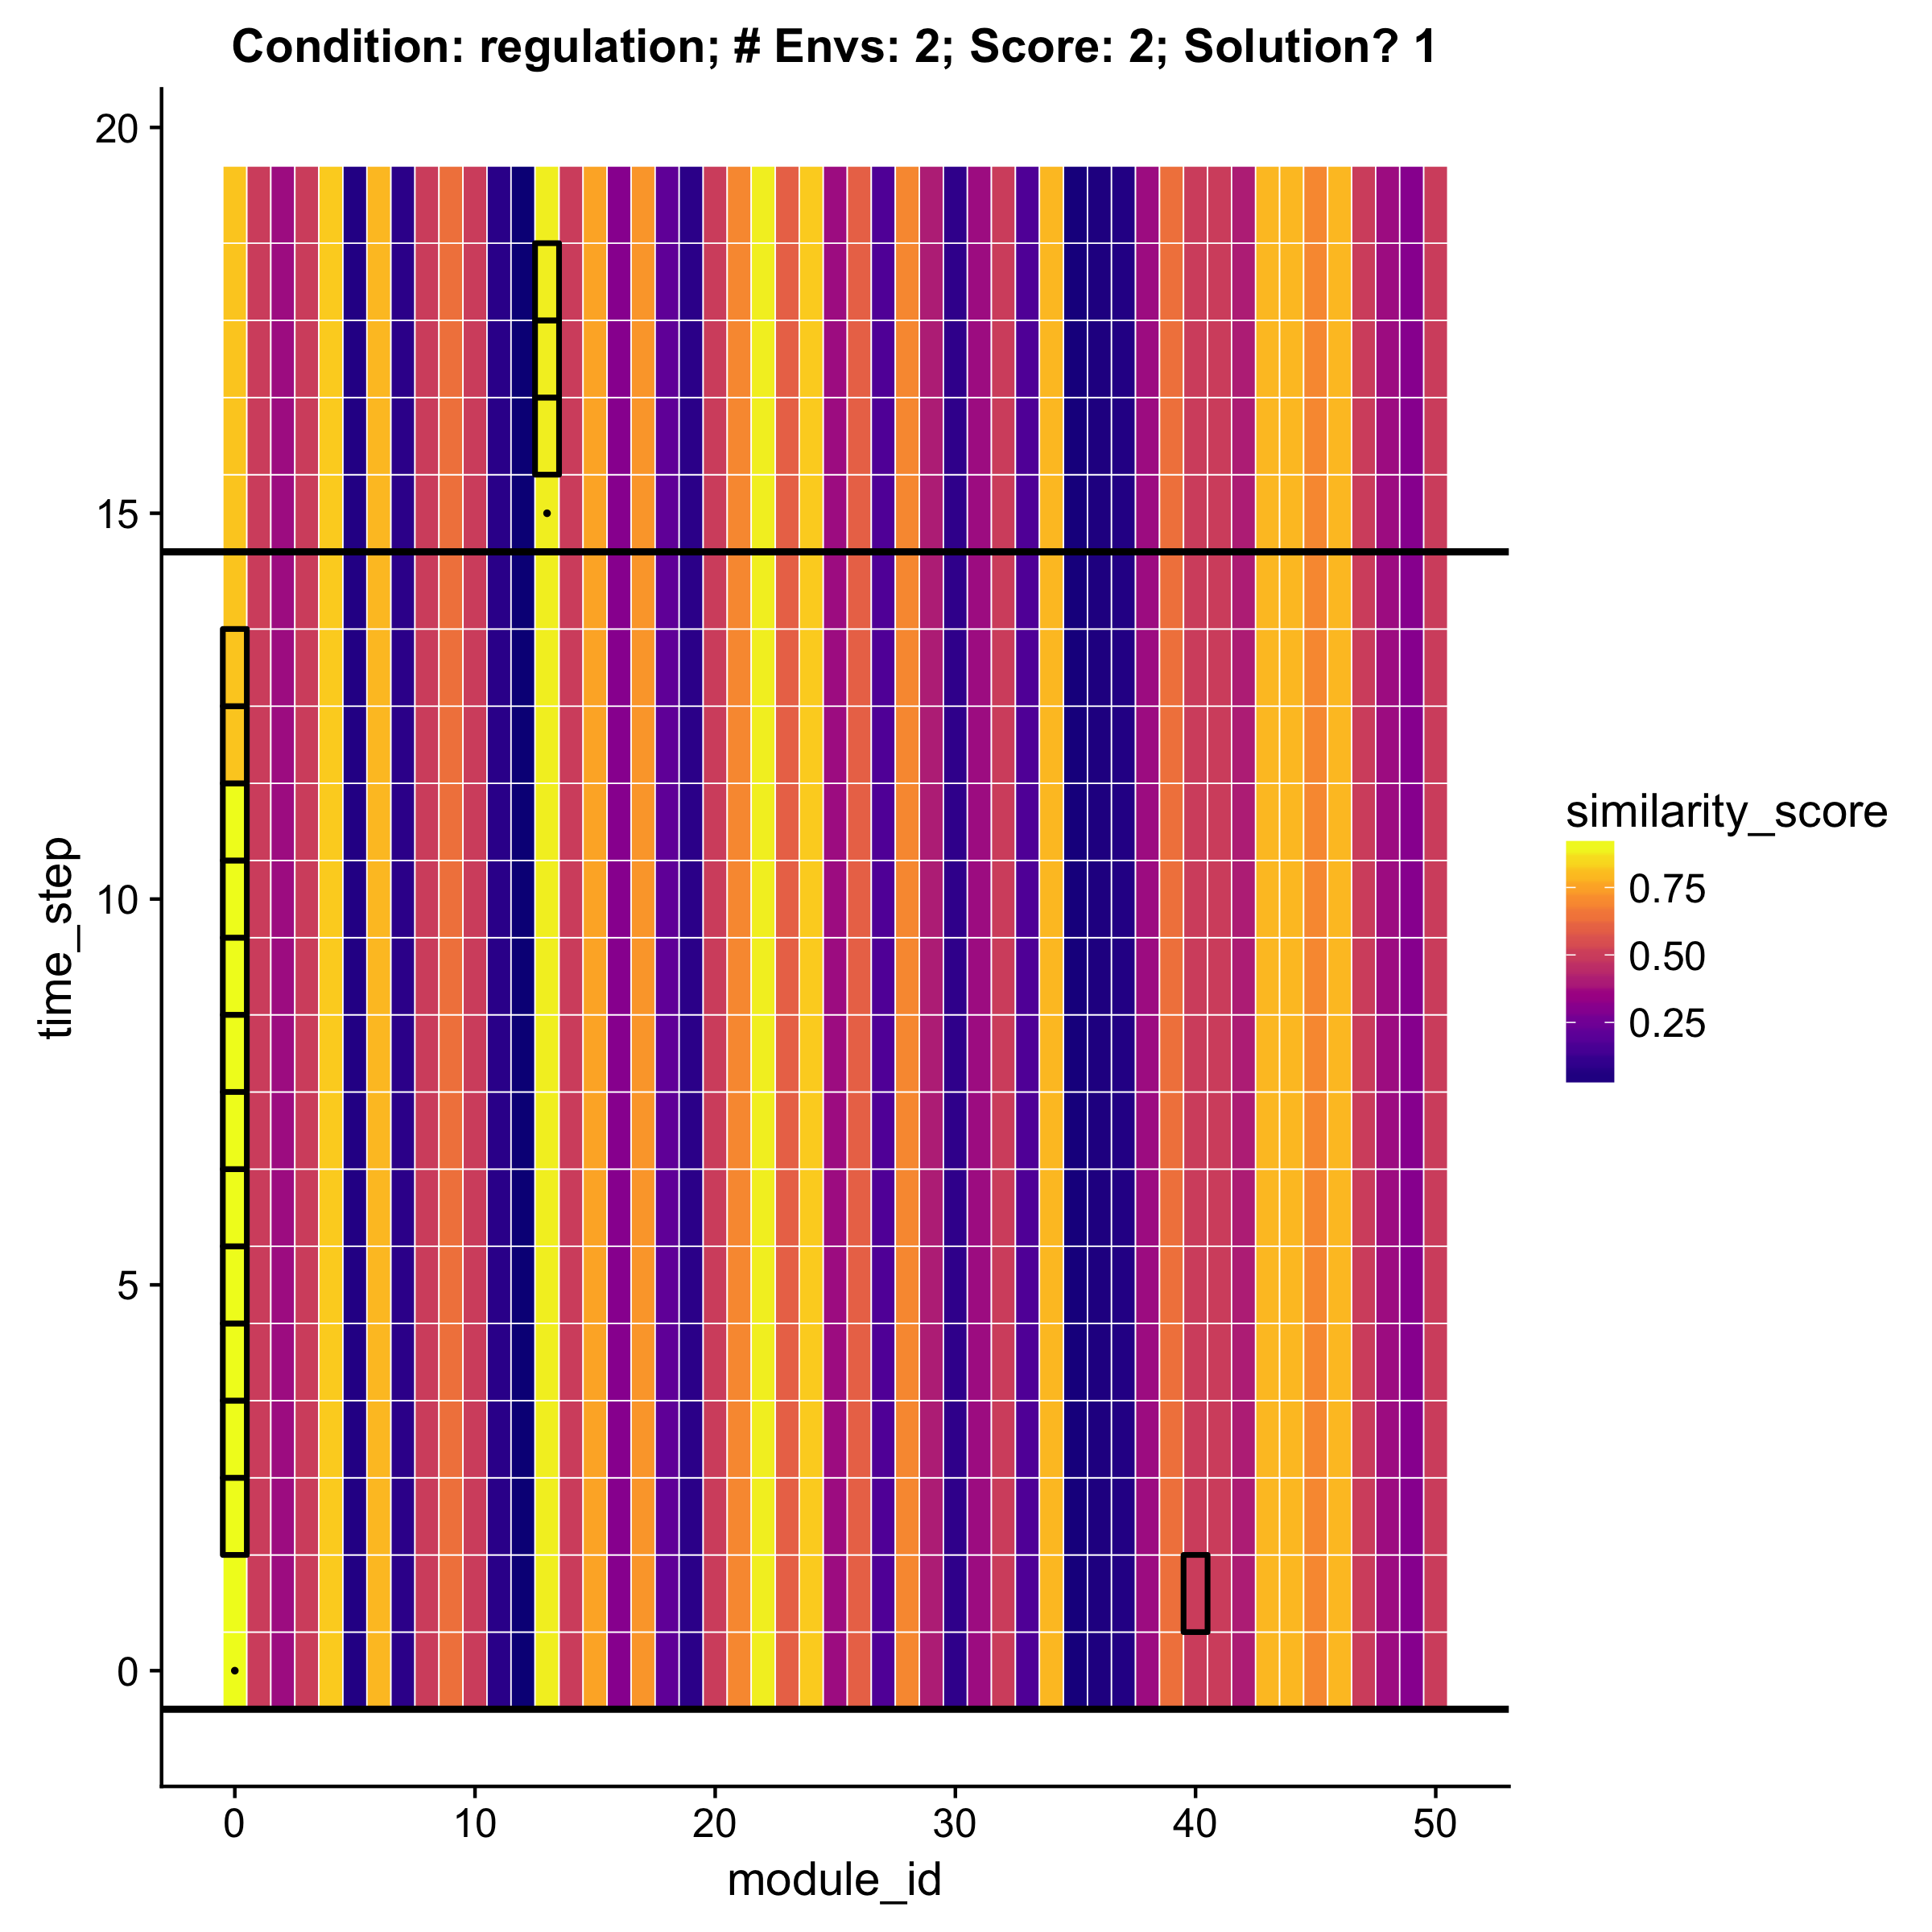 Condition: regulation; # Envs: 2; Score: 2; Solution? 1
20
15
10
5
0
time_step
0 10 20 30 40 50
module_id
similarity_score
0.75
0.50
0.25